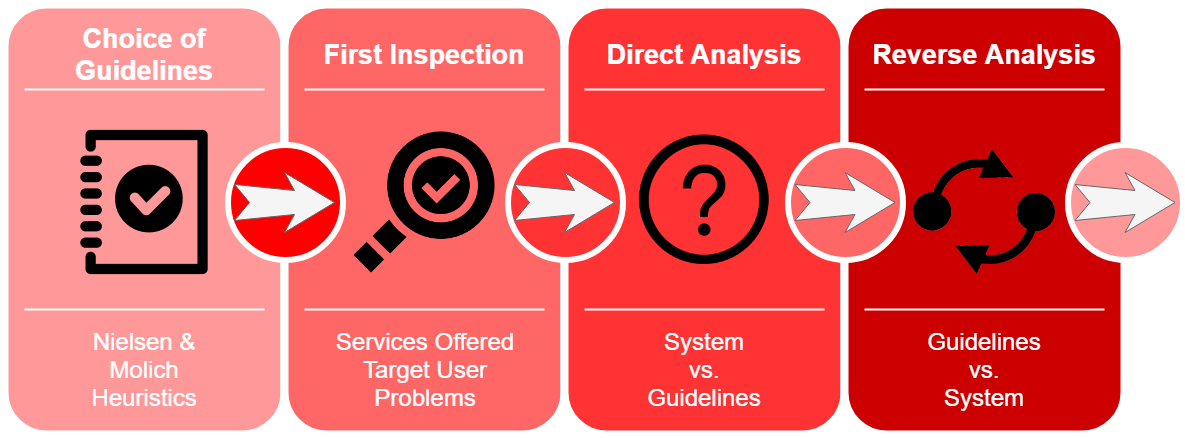 Choice of
Guidelines
First Inspection
Direct Analysis
Reverse Analysis
Nielsen &
Molich
Heuristics
Services Offered
Target User
Problems
System
vs.
Guidelines
Guidelines
vs.
System